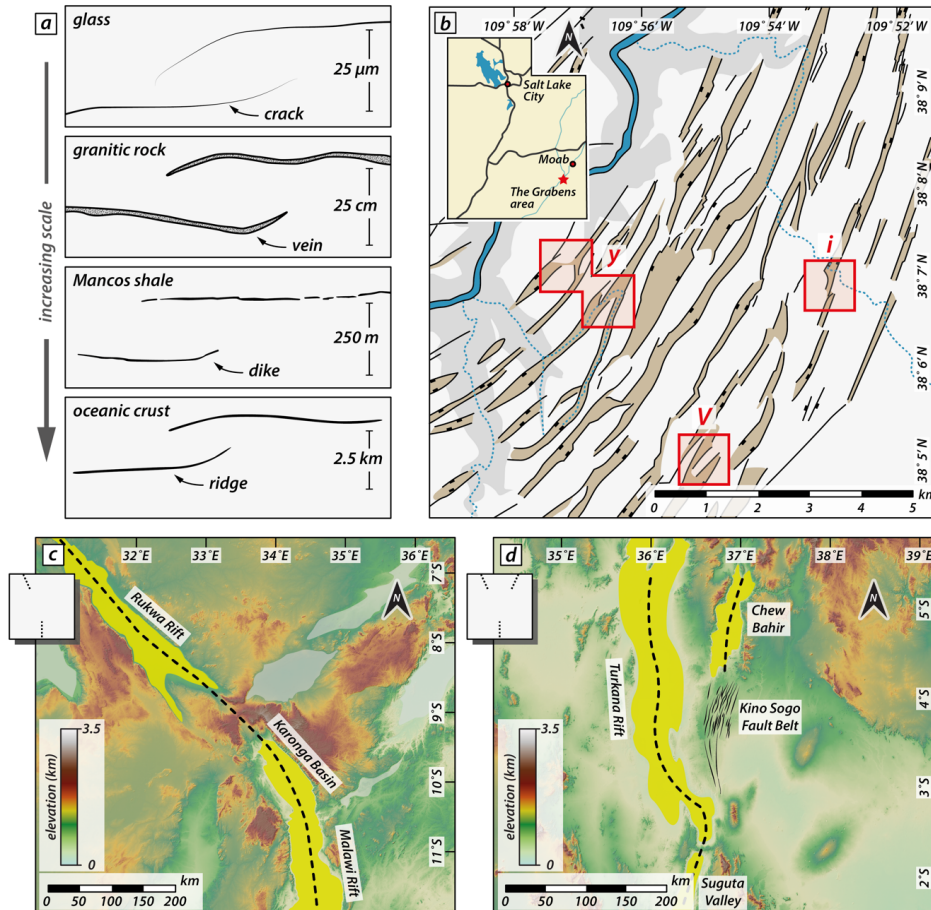 a
increasing scale
glass
25 µm
crack
granitic rock
25 cm
vein
Mancos shale
250 m
dike
oceanic crust
2.5 km
ridge
b
109˚58’ W
109˚56’ W
109˚54’ W
109˚52’ W
N
38˚9’ N
38˚8’ N
38˚7’ N
38˚6’ N
38˚5’ N
Salt Lake
City
Moab
The Grabens
area
y
i
V
km
0
1
2
3
4
5
c
32˚E
33˚E
34˚E
35˚E
36˚E
N
7˚S
8˚S
9˚S
10˚S
11˚S
Rukwa Rift
Karonga Basin
Malawi Rift
elevation (km)
3.5
0
km
0
50
100
150
200
d
35˚E
36˚E
37˚E
38˚E
39˚E
N
5˚S
4˚S
3˚S
2˚S
Chew
Bahir
Turkana Rift
Kino Sogo
Fault Belt
Suguta
Valley
elevation (km)
3.5
0
km
0
50
100
150
200